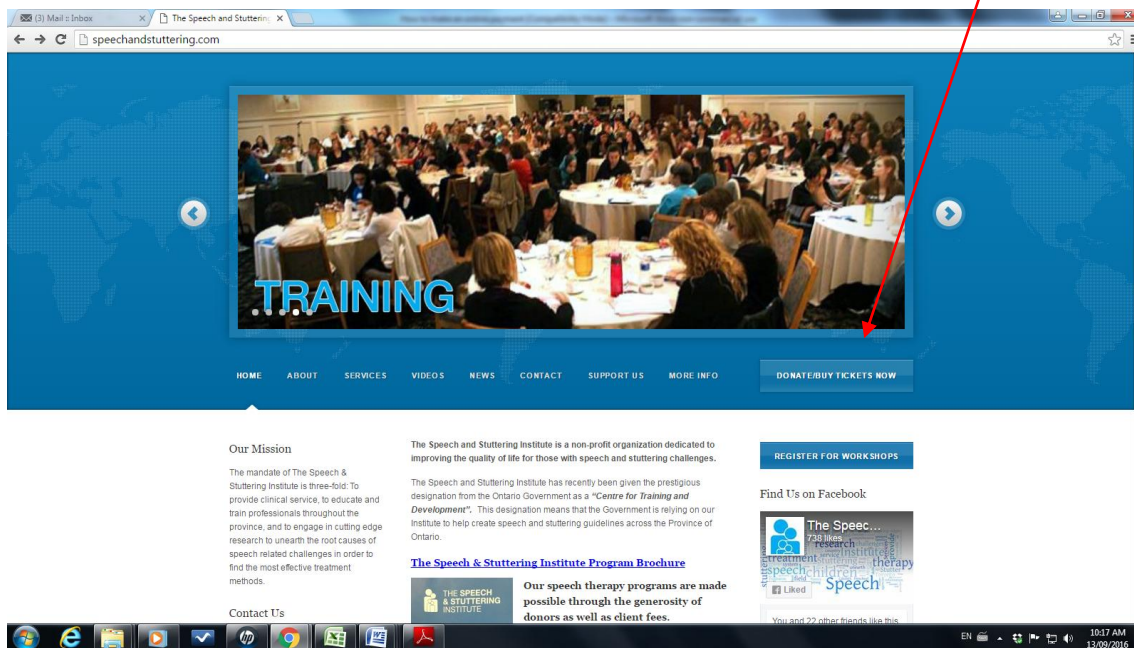 (3) Mail :: Inbox
The Speech and Stuttering
speechandstuttering.com
TRAINING
HOME ABOUT SERVICES VIDEOS NEWS CONTACT SUPPORT US MORE INFO DONATE/BUY TICKETS NOW
Our Mission
The mandate of The Speech &
Stuttering Institute is three-fold: To
provide clinical service, to educate and
train professionals throughout the
province, and to engage in cutting edge
research to unearth the root causes of
speech related challenges in order to
find the most effective treatment
methods.
Contact Us
The Speech and Stuttering Institute is a non-profit organization dedicated to
improving the quality of life for those with speech and stuttering challenges.
The Speech and Stuttering Institute has recently been given the prestigious
designation from the Ontario Government as a "Centre for Training and
Development". This designation means that the Government is relying on our
Institute to help create speech and stuttering guidelines across the Province of
Ontario.
The Speech & Stuttering Institute Program Brochure
THE SPEECH
& STUTTERING
INSTITUTE
Our speech therapy programs are made
possible through the generosity of
donors as well as client fees.
REGISTER FOR WORKSHOPS
Find Us on Facebook
The Speec...
738 likes
research
institute
treatment
therapy
speech children
Speech
Liked
You and 22 other friends like this
EN
10:17 AM
13/09/2016